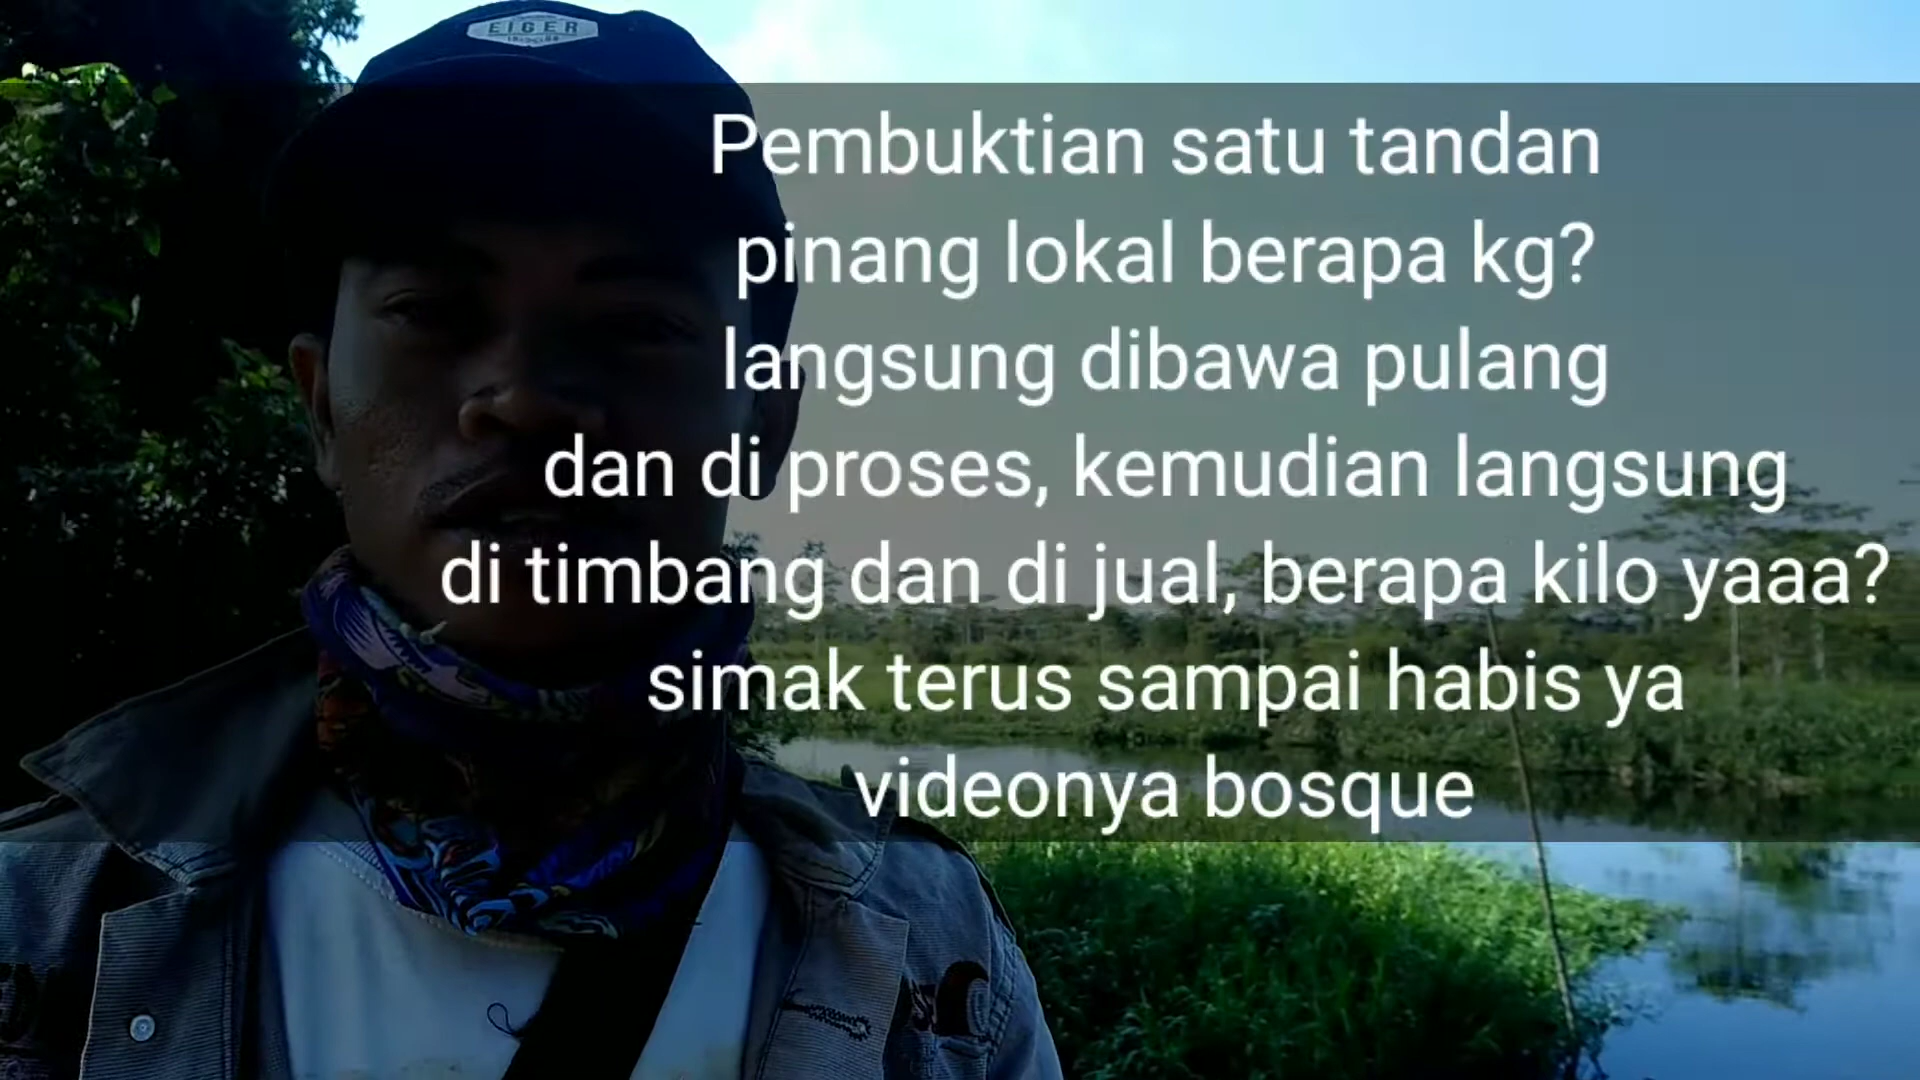 EIGER
Pembuktian satu tandan
pinang lokal berapa kg?
langsung dibawa pulang
dan di proses, kemudian langsung
di timbang dan di jual, berapa kilo yaaa?
simak terus sampai habis ya
videonya bosque